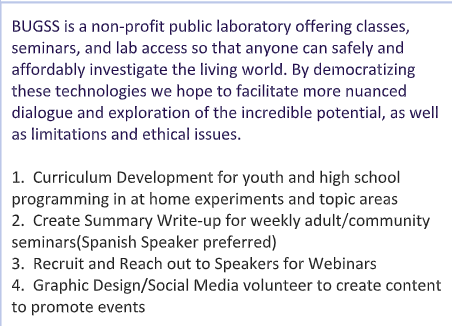 BUGSS is a non-profit public laboratory offering classes,
seminars, and lab access so that anyone can safely and
affordably investigate the living world. By democratizing
these technologies we hope to facilitate more nuanced
dialogue and exploration of the incredible potential, as well
as limitations and ethical issues.
1. Curriculum Development for youth and high school
programming in at home experiments and topic areas
2. Create Summary Write-up for weekly adult/community
seminars(Spanish Speaker preferred)
3. Recruit and Reach out to Speakers for Webinars
4. Graphic Design/Social Media volunteer to create content
to promote events